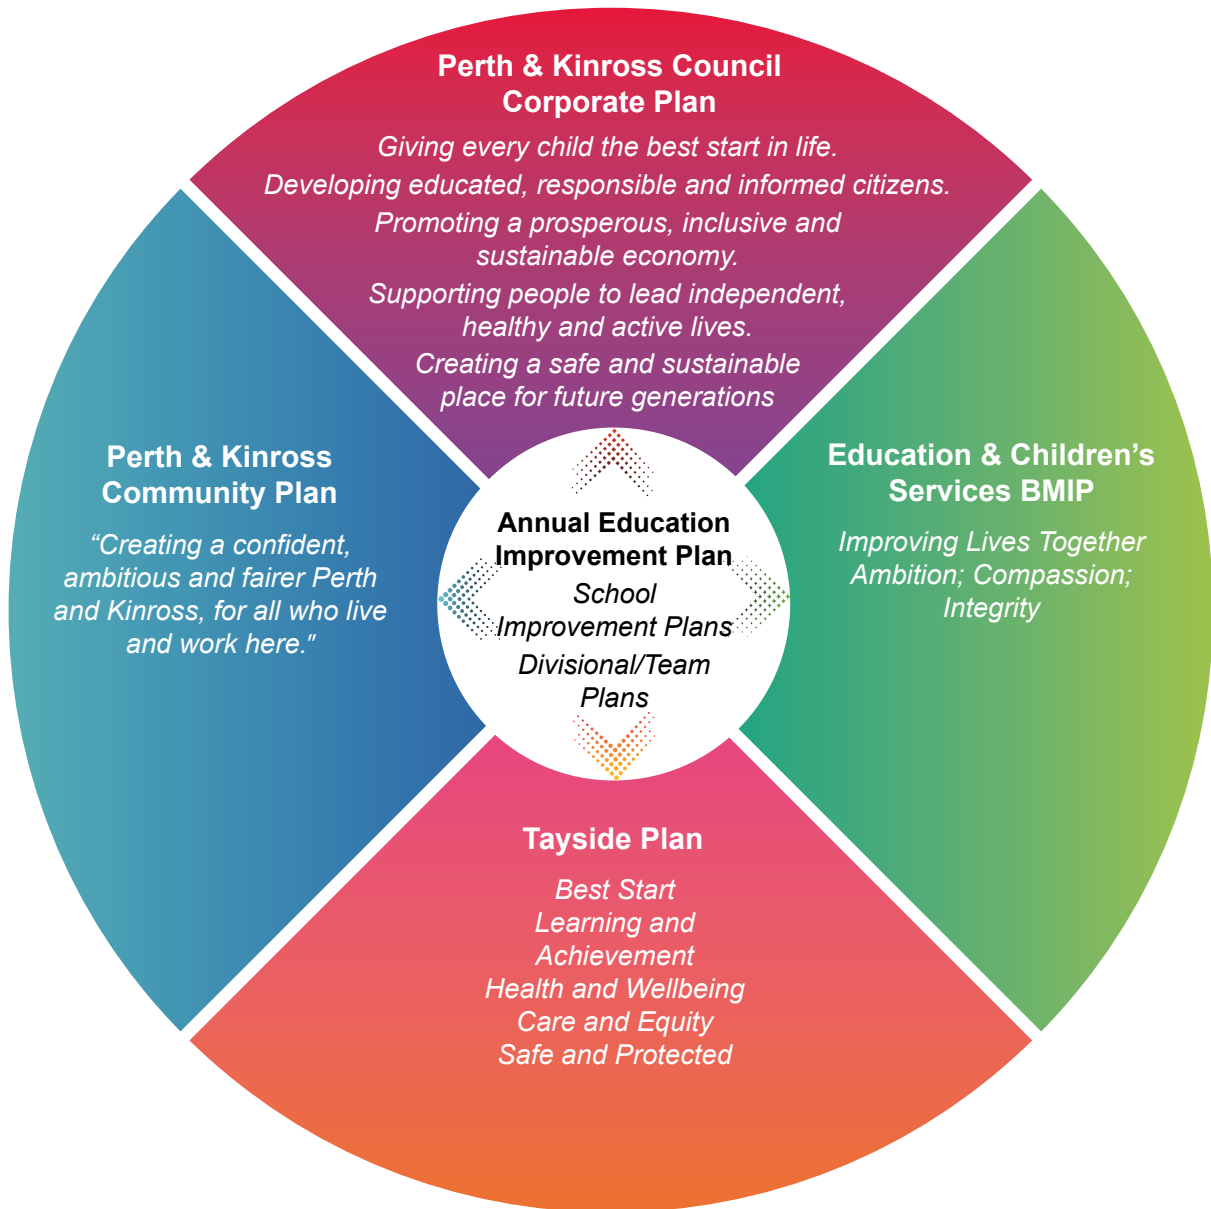 Perth & Kinross Council
Corporate Plan
Giving every child the best start in life.
Developing educated, responsible and informed citizens.
Promoting a prosperous, inclusive and
sustainable economy.
Supporting people to lead independent,
healthy and active lives.
Creating a safe and sustainable
place for future generations
Perth & Kinross
Community Plan
“Creating a confident,
ambitious and fairer Perth
and Kinross, for all who live
and work here."
Annual Education
Improvement Plan
School
Improvement Plans
Divisional/Team
Plans
Education & Children’s
Services BMIP
Improving Lives Together
Ambition; Compassion;
Integrity
Tayside Plan
Best Start
Learning and
Achievement
Health and Wellbeing
Care and Equity
Safe and Protected